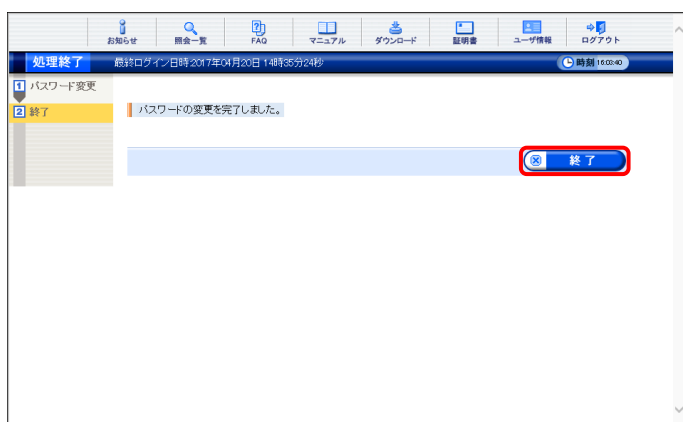 お知らせ 照会一覧 FAQ マニュアル ダウンロード 証明書 ユーザ情報 ログアウト
処理終了 最終ログイン日時:2017年04月20日 14時35分24秒 時刻 16:03:40
1 パスワード変更
2 終了
パスワードの変更を完了しました。
終了